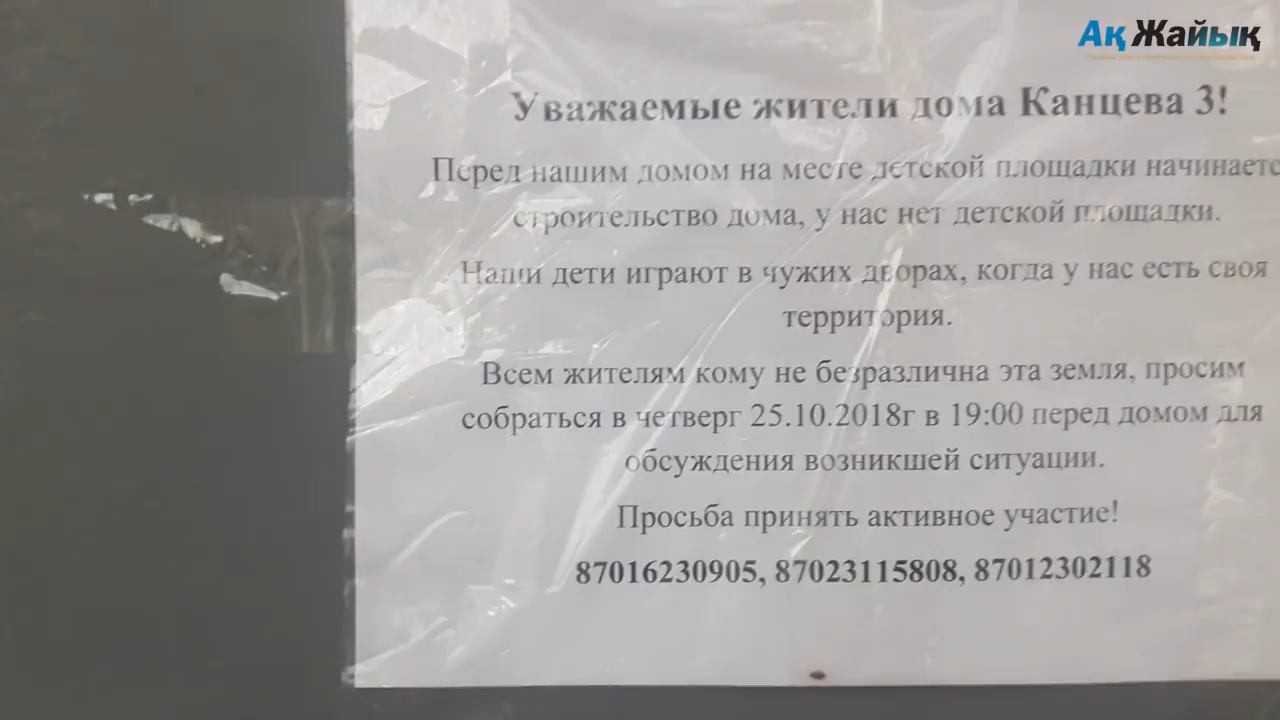 Ақ Жайық
Уважаемые жители дома Канцева 3!
Перед нашим домом на месте детской площадки начинаетс
строительство дома, у нас нет детской площадки.
Наши дети играют в чужих дворах, когда у нас есть своя
территория.
Всем жителям кому не безразлична эта земля, просим
собраться в четверг 25.10.2018г в 19:00 перед домом для
обсуждения возникшей ситуации.
Просьба принять активное участие!
87016230905, 87023115808, 87012302118